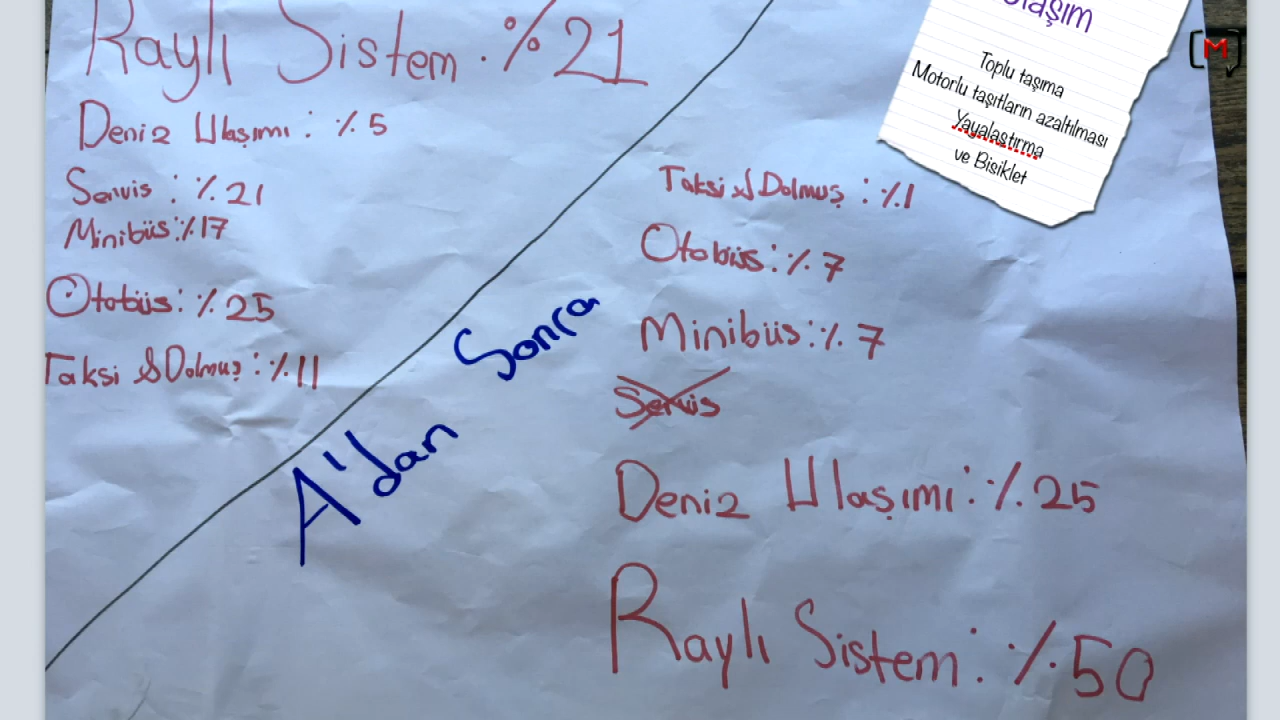 Raylı Sistem : %21
Deniz Ulaşımı : %5
Servis : %21
Minibüs : %17
Otobüs : %25
Taksi & Dolmuş : %11
A'dan Sonra
Toplu taşıma
Motorlu taşıtların azaltılması
Yayalaştırma
ve Bisiklet
Taksi & Dolmuş : %1
Otobüs : %7
Minibüs : %7
Servis
Deniz Ulaşımı : %25
Raylı Sistem : %50